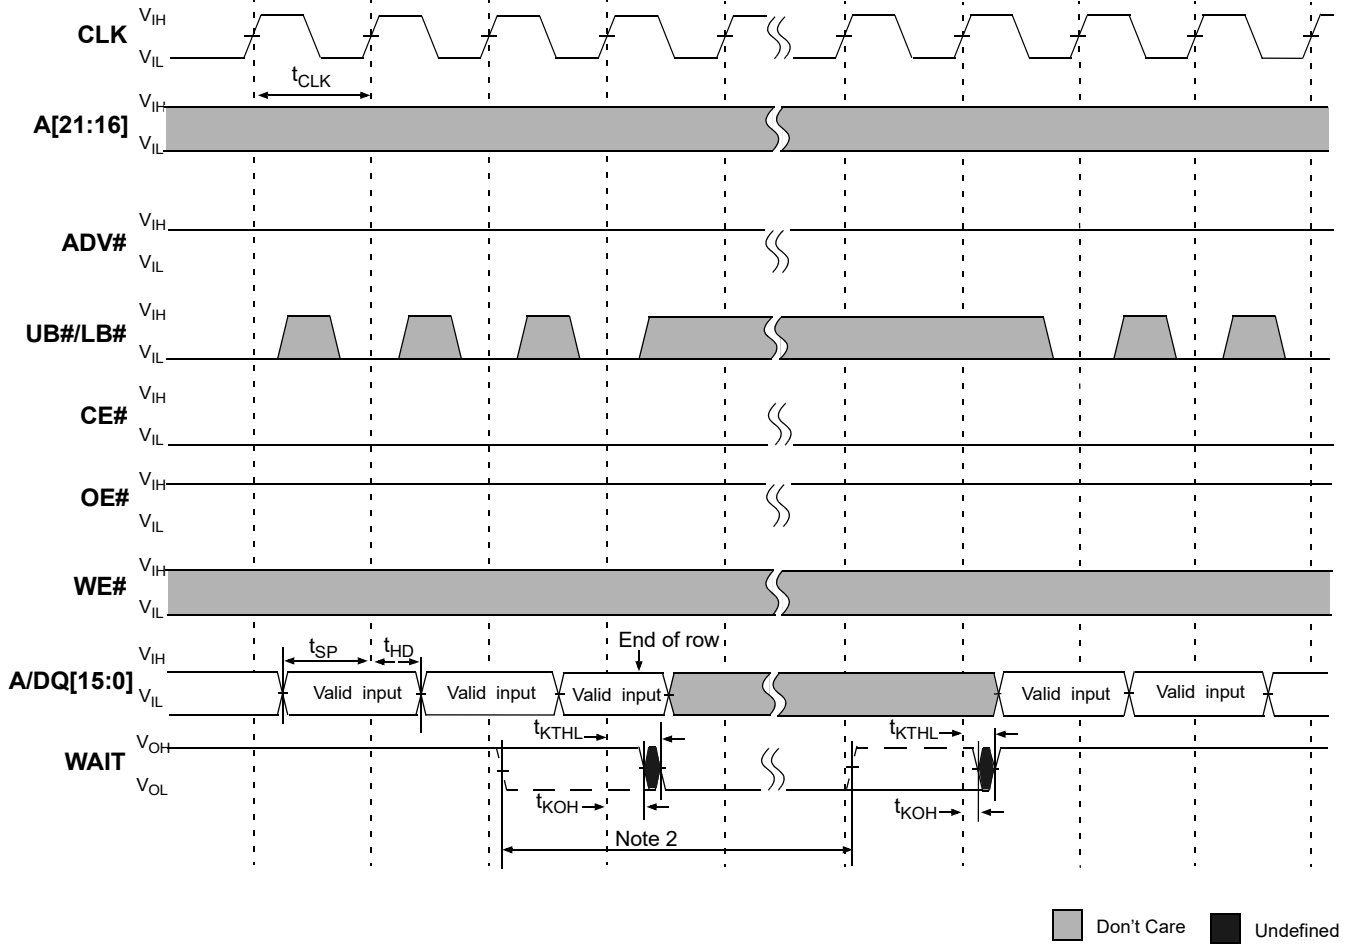 CLK
VIH
VIL
tCLK
A[21:16]
VIH
VIL
ADV#
VIH
VIL
UB#/LB#
VIH
VIL
CE#
VIH
VIL
OE#
VIH
VIL
WE#
VIH
VIL
End of row
tSP
tHD
A/DQ[15:0]
VIH
VIL
Valid input
Valid input
Valid input
Valid input
Valid input
tKTHL
tKTHL
WAIT
VOH
VOL
tKOH
tKOH
Note 2
Don't Care
Undefined